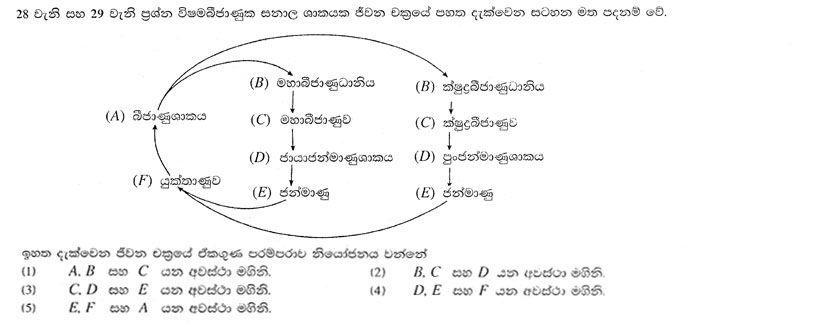 28 වැනි සහ 29 වැනි ප්‍රශ්න විෂමබීජාණුක සනාල ශාකයක ජීවන චක්‍රයේ පහත දැක්වෙන සටහන මත පදනම් වේ.
(B) මහාබීජාණුධානිය
(B) ක්ෂුද්‍රබීජාණුධානිය
(A) බීජාණුශාකය
(C) මහාබීජාණුව
(C) ක්ෂුද්‍රබීජාණුව
(D) ජායාජන්මාණුශාකය
(D) පුංජන්මාණුශාකය
(F) යුක්තාණුව
(E) ජන්මාණු
(E) ජන්මාණු
ඉහත දැක්වෙන ජීවන චක්‍රයේ ඒකගුණ පරම්පරාව නියෝජනය වන්නේ
(1) A, B සහ C යන අවස්ථා මගිනි. (2) B, C සහ D යන අවස්ථා මගිනි.
(3) C, D සහ E යන අවස්ථා මගිනි. (4) D, E සහ F යන අවස්ථා මගිනි.
(5) E, F සහ A යන අවස්ථා මගිනි.